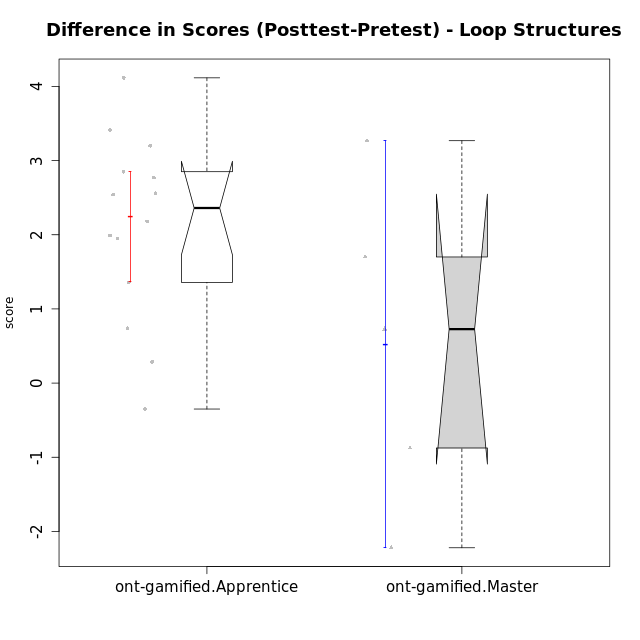 Difference in Scores (Posttest-Pretest) - Loop Structures
4
3
2
1
0
-1
-2
score
ont-gamified.Apprentice
ont-gamified.Master